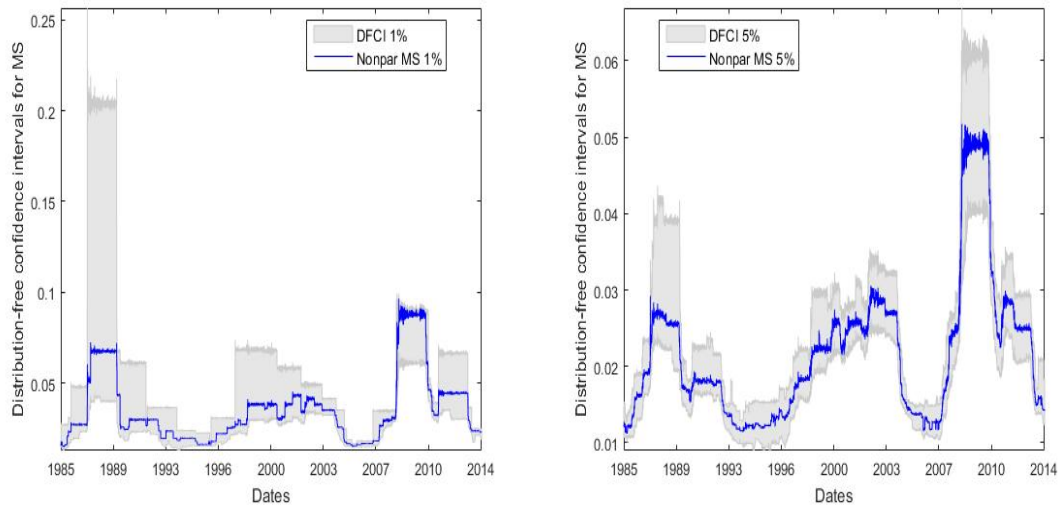 Distribution-free confidence intervals for MS
0.25
0.2
0.15
0.1
0.05
DFCI 1%
Nonpar MS 1%
1985 1989 1993 1996 2000 2003 2007 2010 2014
Dates
Distribution-free confidence intervals for MS
0.06
0.05
0.04
0.03
0.02
0.01
DFCI 5%
Nonpar MS 5%
1985 1989 1993 1996 2000 2003 2007 2010 2014
Dates